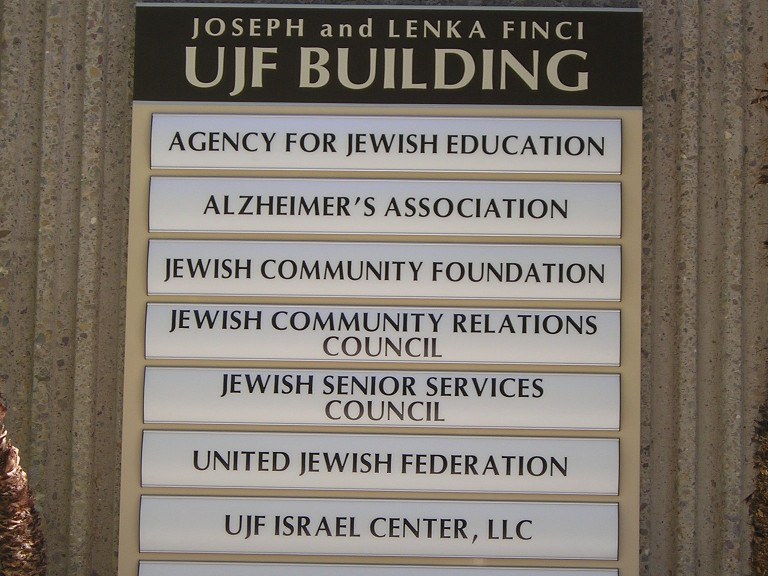 JOSEPH and LENKA FINCI
UJF BUILDING
AGENCY FOR JEWISH EDUCATION
ALZHEIMER'S ASSOCIATION
JEWISH COMMUNITY FOUNDATION
JEWISH COMMUNITY RELATIONS
COUNCIL
JEWISH SENIOR SERVICES
COUNCIL
UNITED JEWISH FEDERATION
UJF ISRAEL CENTER, LLC